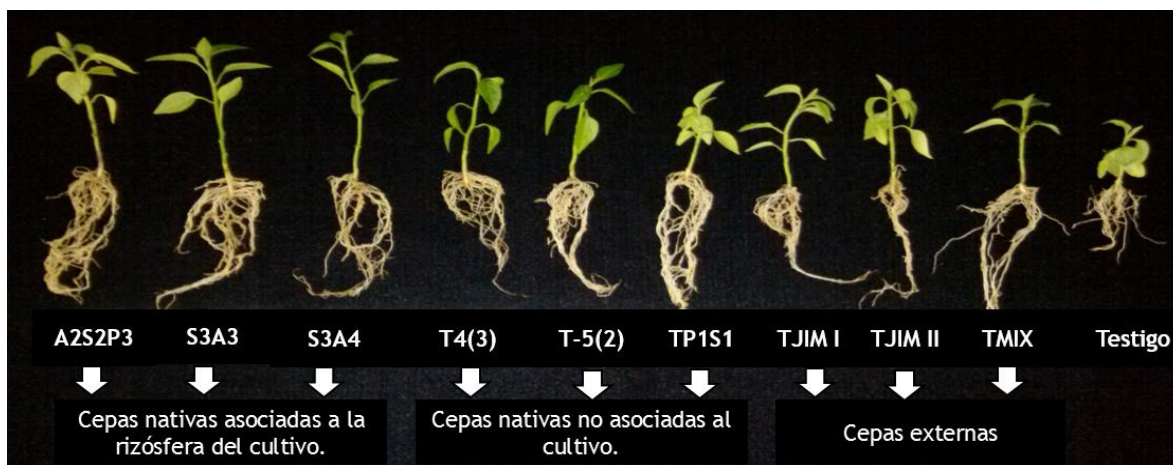 A2S2P3 S3A3 S3A4 T4(3) T-5(2) TP1S1 TJIM I TJIM II TMIX Testigo
Cepas nativas asociadas a la
rizósfera del cultivo.
Cepas nativas no asociadas al
cultivo.
Cepas externas